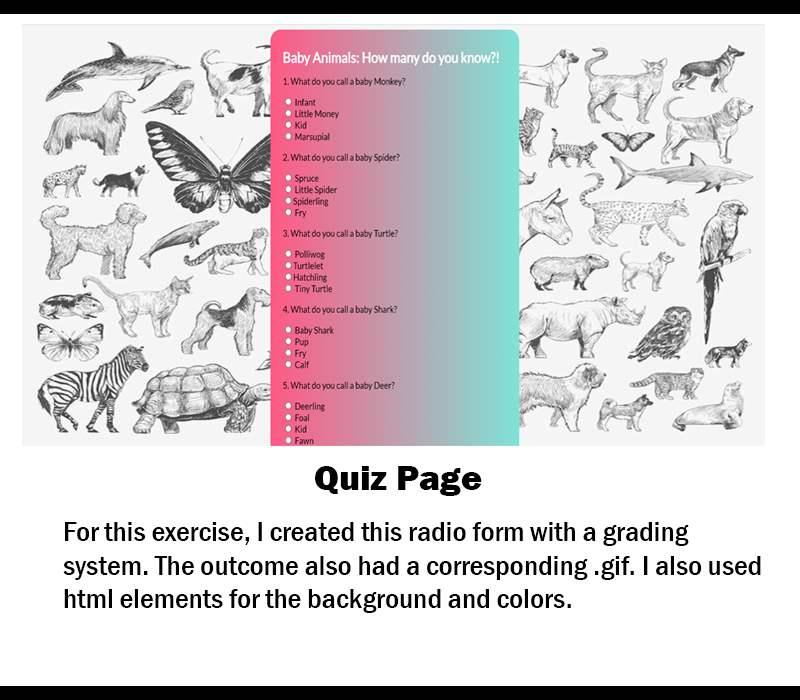 Baby Animals: How many do you know?!
1. What do you call a baby Monkey?
Infant
Little Money
Kid
Marsupial
2. What do you call a baby Spider?
Spruce
Little Spider
Spiderling
Fry
3. What do you call a baby Turtle?
Polliwog
Turtlelet
Hatchling
Tiny Turtle
4. What do you call a baby Shark?
Baby Shark
Pup
Fry
Calf
5. What do you call a baby Deer?
Deerling
Foal
Kid
Fawn
Quiz Page
For this exercise, I created this radio form with a grading
system. The outcome also had a corresponding .gif. I also used
html elements for the background and colors.